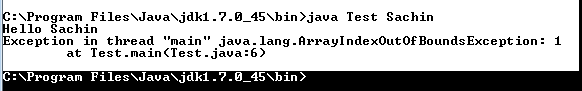 C:\Program Files\Java\jdk1.7.0_45\bin>java Test Sachin
Hello Sachin
Exception in thread "main" java.lang.ArrayIndexOutOfBoundsException: 1
at Test.main(Test.java:6)
C:\Program Files\Java\jdk1.7.0_45\bin>